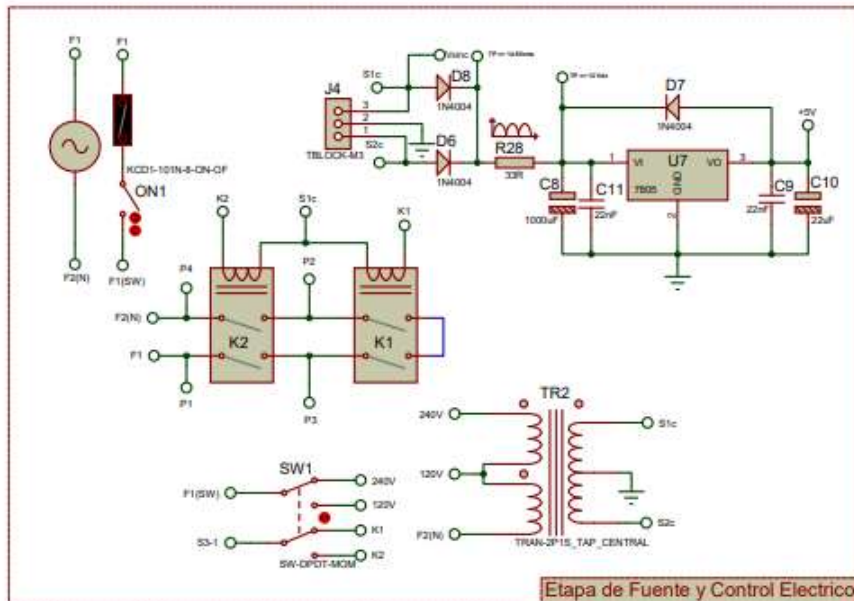 F1
F1
KCD1-101N-8-ON-OF
ON1
F2(N)
F1(SW)
Vsinc
S1c
J4
3
2
1
S2c
TBLOCK-M3
D8
1N4004
D6
1N4004
R28
33R
D7
1N4004
+5V
C8
1000uF
C11
22nF
1
VI
U7
VO
3
7805
GND
2
C9
22nF
C10
22uF
K2
S1c
K1
P4
P2
F2(N)
K2
K1
F1
P1
P3
SW1
F1(SW)
240V
120V
S3-1
K1
K2
SW-DPDT-MOM
TR2
240V
120V
F2(N)
S1c
S2c
TRAN-2P1S_TAP_CENTRAL
Etapa de Fuente y Control Electrico